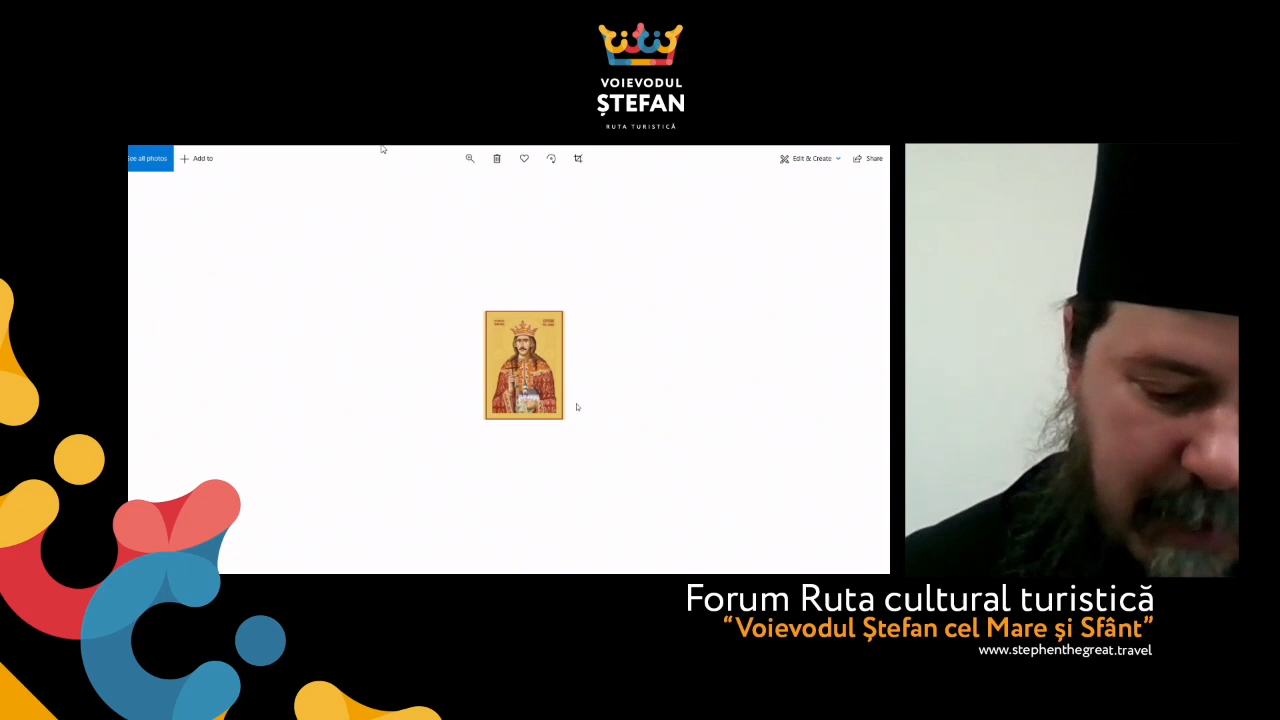 VOIEVODUL
ȘTEFAN
RUTA TURISTICĂ
See all photos
Add to
Edit & Create
Share
Forum Ruta cultural turistică
“Voievodul Ștefan cel Mare și Sfânt”
www.stephenthegreat.travel